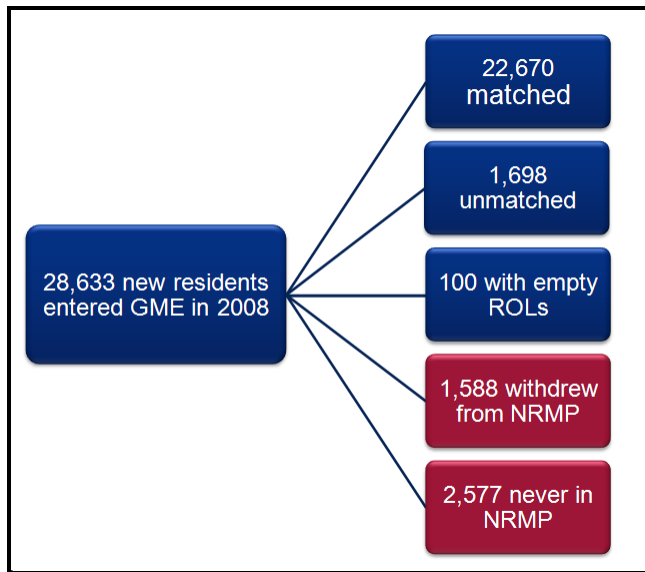 28,633 new residents
entered GME in 2008
22,670
matched
1,698
unmatched
100 with empty
ROLs
1,588 withdrew
from NRMP
2,577 never in
NRMP